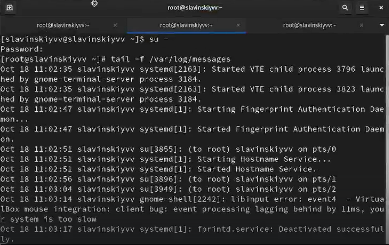 root@slavinskiyvv:~
root@slavinskiyvv:~ root@slavinskiyvv:~ root@slavinskiyvv:~
[slavinskiyvv@slavinskiyvv ~]$ su -
Password:
[root@slavinskiyvv ~]# tail -f /var/log/messages
Oct 18 11:02:35 slavinskiyvv systemd[2163]: Started VTE child process 3796 launc
hed by gnome-terminal-server process 3184.
Oct 18 11:02:35 slavinskiyvv systemd[2163]: Started VTE child process 3823 launc
hed by gnome-terminal-server process 3184.
Oct 18 11:02:47 slavinskiyvv systemd[1]: Starting Fingerprint Authentication Dae
mon...
Oct 18 11:02:47 slavinskiyvv systemd[1]: Started Fingerprint Authentication Daem
on.
Oct 18 11:02:51 slavinskiyvv su[3855]: (to root) slavinskiyvv on pts/0
Oct 18 11:02:51 slavinskiyvv systemd[1]: Starting Hostname Service...
Oct 18 11:02:51 slavinskiyvv systemd[1]: Started Hostname Service.
Oct 18 11:02:56 slavinskiyvv su[3896]: (to root) slavinskiyvv on pts/1
Oct 18 11:03:04 slavinskiyvv su[3949]: (to root) slavinskiyvv on pts/2
Oct 18 11:03:14 slavinskiyvv gnome-shell[2242]: libinput error: event4 - Virtua
lBox mouse integration: client bug: event processing lagging behind by 11ms, you
r system is too slow
Oct 18 11:03:17 slavinskiyvv systemd[1]: fprintd.service: Deactivated successful
ly.